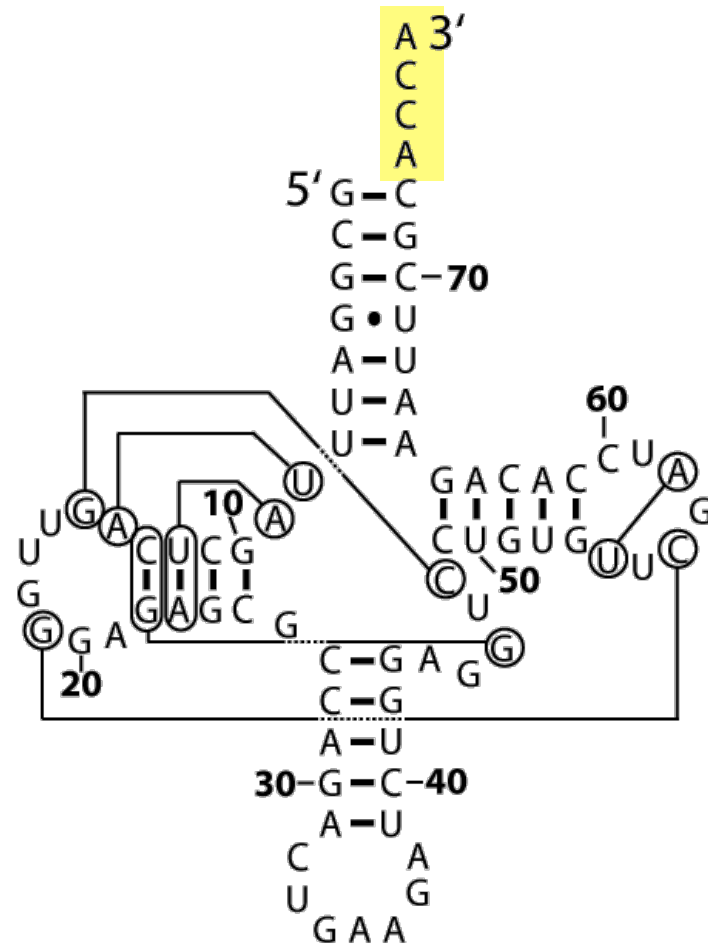 A 3‘
C
C
A
5‘ G C
C G
G C 70
G U
A U
U A
60
U A
C U A
U G A C A C
10
U G A A G
C U C G C U G U G U U C
U
C 50
G G A G C U
G G A G
C G A G G
20
C G
A U
30 G C 40
A U
C A
U G
G A A A